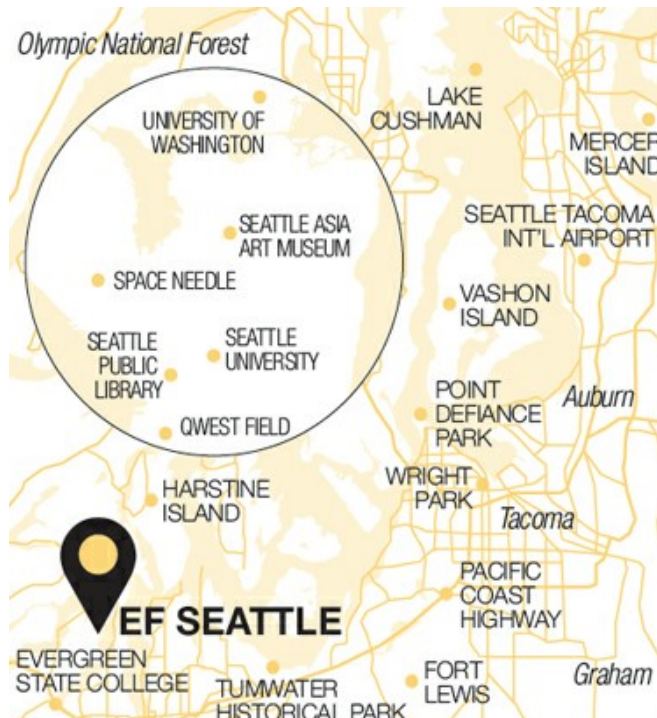 Olympic National Forest
UNIVERSITY OF
WASHINGTON
LAKE
CUSHMAN
MERCER
ISLAND
SEATTLE ASIA
ART MUSEUM
SEATTLE TACOMA
INT'L AIRPORT
SPACE NEEDLE
VASHON
ISLAND
SEATTLE
PUBLIC
LIBRARY
SEATTLE
UNIVERSITY
QWEST FIELD
POINT
DEFIANCE
PARK
Auburn
HARSTINE
ISLAND
WRIGHT
PARK
Tacoma
PACIFIC
COAST
HIGHWAY
EF SEATTLE
EVERGREEN
STATE COLLEGE
TUMWATER
HISTORICAL PARK
FORT
LEWIS
Graham